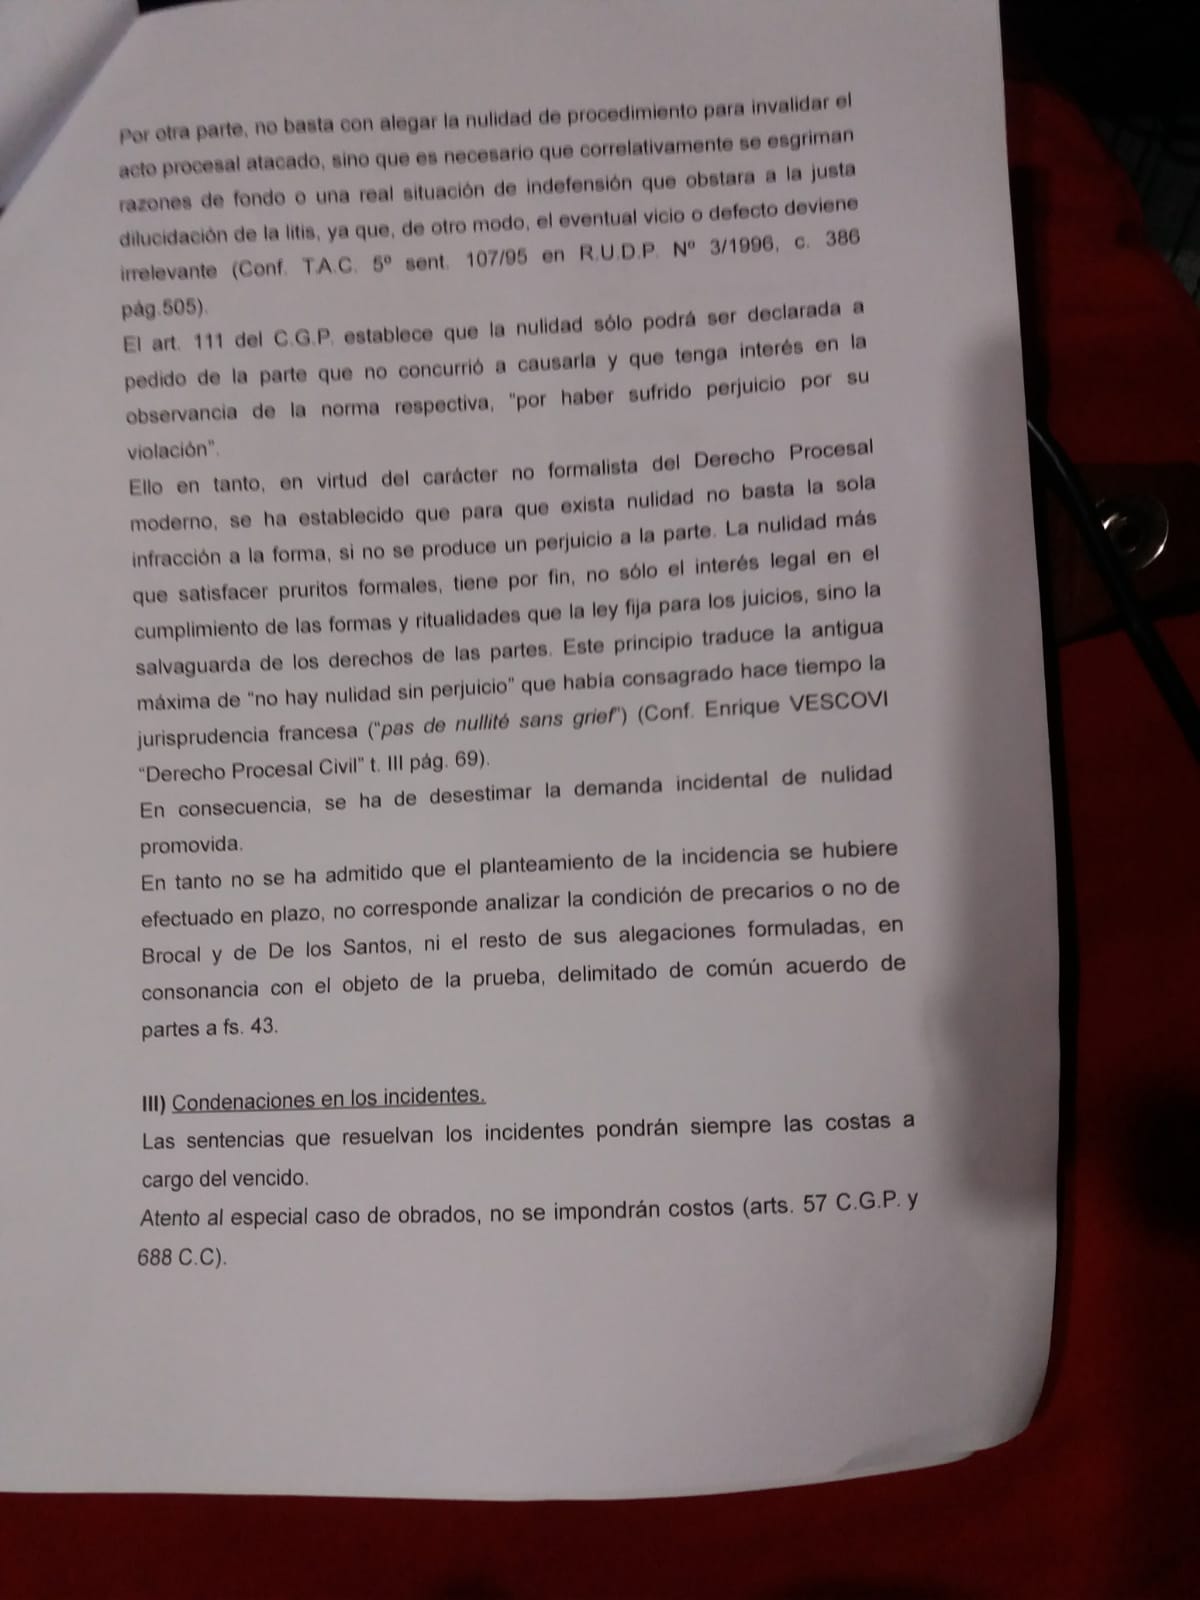 Por otra parte, no basta con alegar la nulidad de procedimiento para invalidar el
acto procesal atacado, sino que es necesario que correlativamente se esgriman
razones de fondo o una real situación de indefensión que obstara a la justa
dilucidación de la litis, ya que, de otro modo, el eventual vicio o defecto deviene
irrelevante (Conf. T.A.C. 5º sent. 107/95 en R.U.D.P. Nº 3/1996, c. 386
pág.505).
El art. 111 del C.G.P. establece que la nulidad sólo podrá ser declarada a
pedido de la parte que no concurrió a causarla y que tenga interés en la
observancia de la norma respectiva, "por haber sufrido perjuicio por su
violación".
Ello en tanto, en virtud del carácter no formalista del Derecho Procesal
moderno, se ha establecido que para que exista nulidad no basta la sola
infracción a la forma, si no se produce un perjuicio a la parte. La nulidad más
que satisfacer pruritos formales, tiene por fin, no sólo el interés legal en el
cumplimiento de las formas y ritualidades que la ley fija para los juicios, sino la
salvaguarda de los derechos de las partes. Este principio traduce la antigua
máxima de "no hay nulidad sin perjuicio" que había consagrado hace tiempo la
jurisprudencia francesa ("pas de nullité sans grief") (Conf. Enrique VESCOVI
"Derecho Procesal Civil" t. III pág. 69).
En consecuencia, se ha de desestimar la demanda incidental de nulidad
promovida.
En tanto no se ha admitido que el planteamiento de la incidencia se hubiere
efectuado en plazo, no corresponde analizar la condición de precarios o no de
Brocal y de De los Santos, ni el resto de sus alegaciones formuladas, en
consonancia con el objeto de la prueba, delimitado de común acuerdo de
partes a fs. 43.
III) Condenaciones en los incidentes.
Las sentencias que resuelvan los incidentes pondrán siempre las costas a
cargo del vencido.
Atento al especial caso de obrados, no se impondrán costos (arts. 57 C.G.P. y
688 C.C).